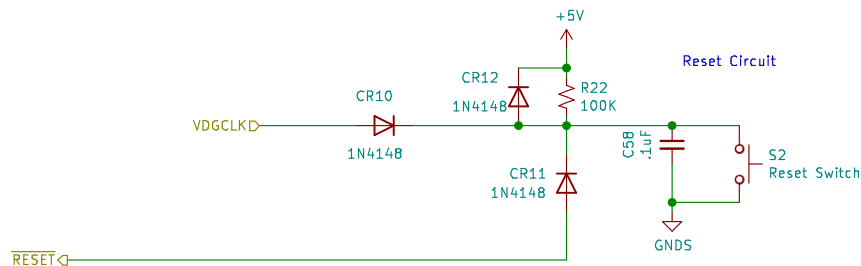 +5V
Reset Circuit
CR12
1N4148
R22
100K
CR10
1N4148
VDGCLK
C58
.1uF
S2
Reset Switch
CR11
1N4148
GNDS
RESET